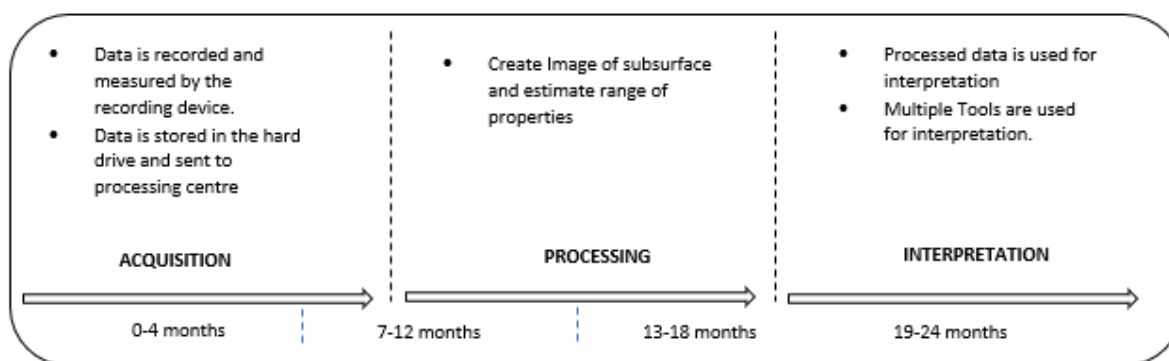 • Data is recorded and
measured by the
recording device.
• Data is stored in the hard
drive and sent to
processing centre
ACQUISITION
• Create Image of subsurface
and estimate range of
properties
PROCESSING
• Processed data is used for
interpretation
• Multiple Tools are used
for interpretation.
INTERPRETATION
0-4 months
7-12 months
13-18 months
19-24 months